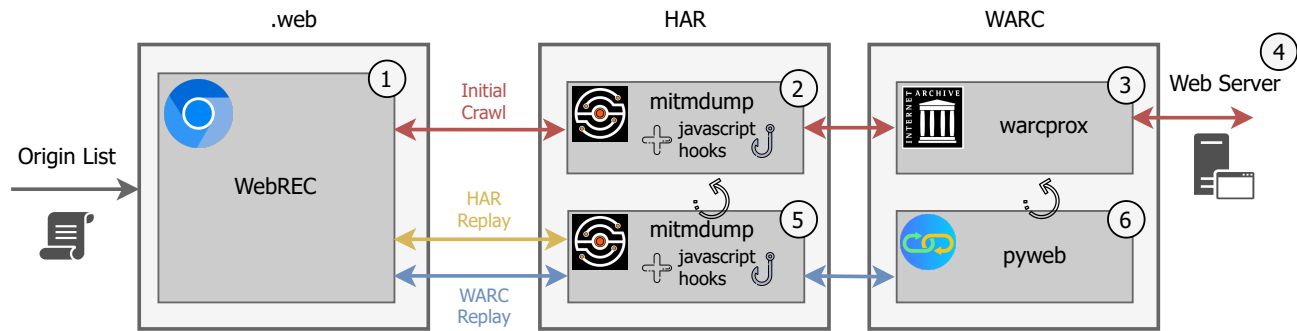 .web
HAR
WARC
Origin List
1
WebREC
Initial
Crawl
HAR
Replay
WARC
Replay
2
mitmdump
javascript
hooks
5
mitmdump
javascript
hooks
3
INTERNET ARCHIVE
warcprox
6
pyweb
4
Web Server